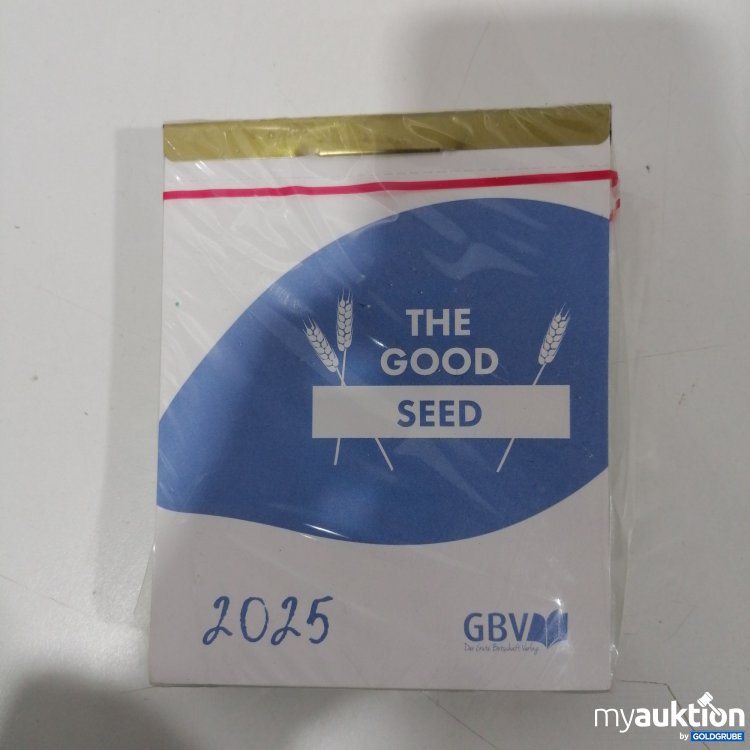 THE
GOOD
SEED
2025
GBV
myauktion
by GOLDGRUBE